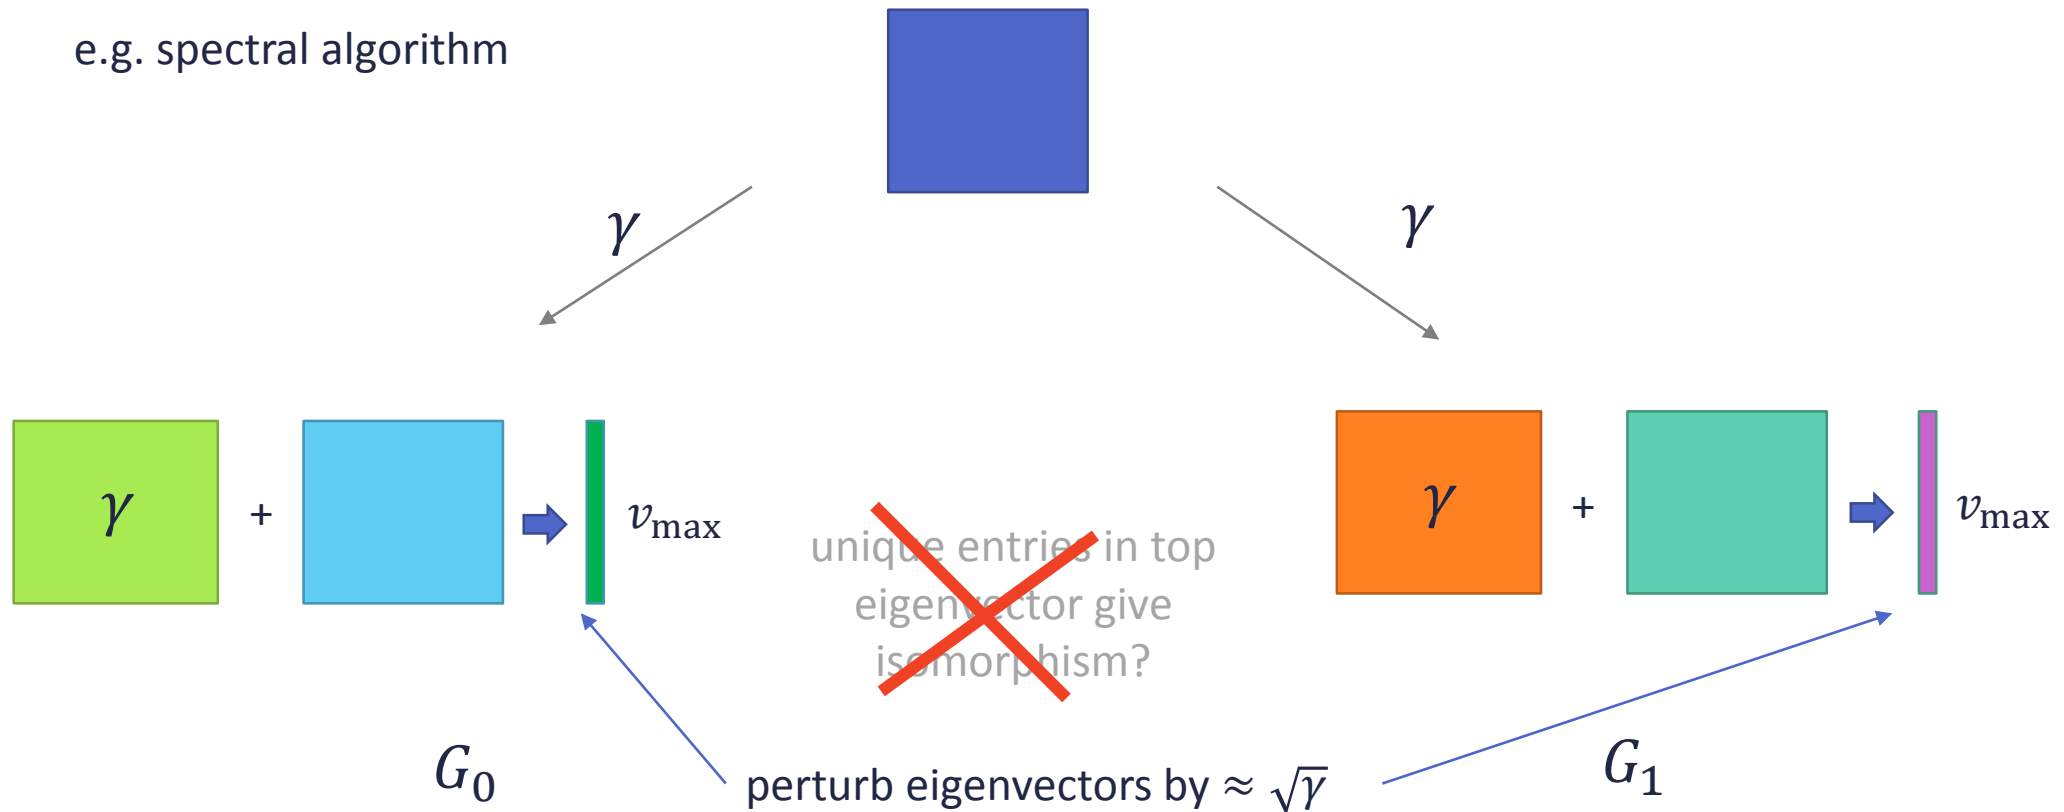 e.g. spectral algorithm
γ
γ
γ
+
v_max
γ
+
v_max
unique entries in top
eigenvector give
isomorphism?
G_0
perturb eigenvectors by ≈ √γ
G_1